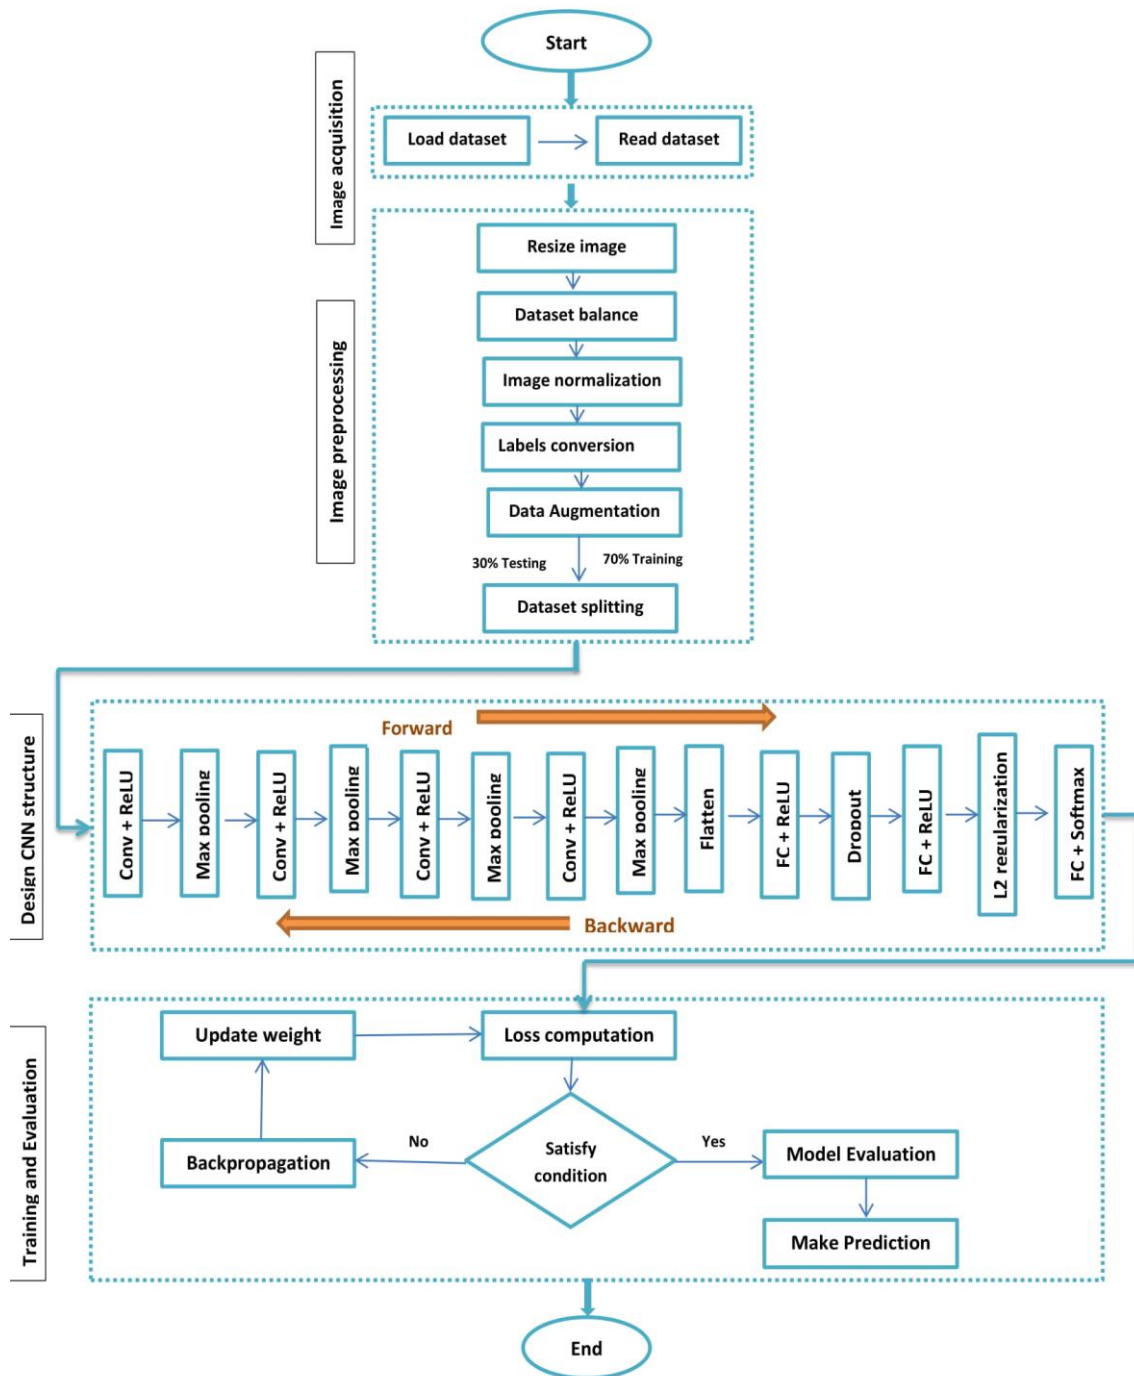 Start
Image acquisition
Load dataset
Read dataset
Image preprocessing
Resize image
Dataset balance
Image normalization
Labels conversion
Data Augmentation
30% Testing
70% Training
Dataset splitting
Design CNN structure
Forward
Conv + ReLU
Max pooling
Conv + ReLU
Max pooling
Conv + ReLU
Max pooling
Conv + ReLU
Max pooling
Flatten
FC + ReLU
Dropout
FC + ReLU
L2 regularization
FC + Softmax
Backward
Training and Evaluation
Update weight
Loss computation
Backpropagation
No
Satisfy
condition
Yes
Model Evaluation
Make Prediction
End